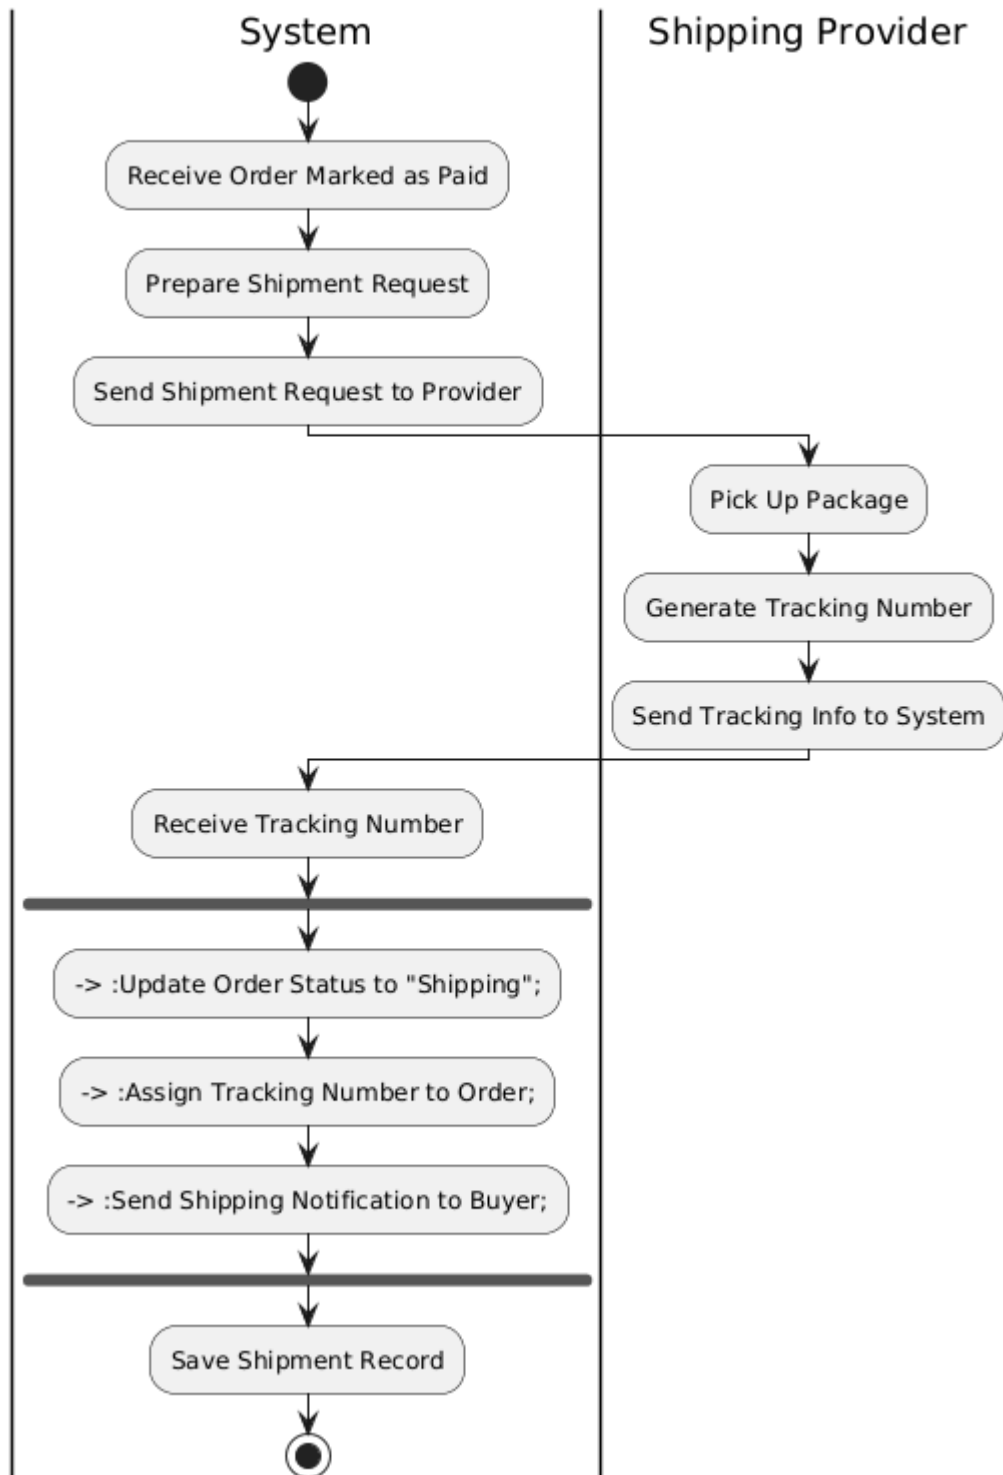 System
Shipping Provider
Receive Order Marked as Paid
Prepare Shipment Request
Send Shipment Request to Provider
Pick Up Package
Generate Tracking Number
Send Tracking Info to System
Receive Tracking Number
-> :Update Order Status to "Shipping";
-> :Assign Tracking Number to Order;
-> :Send Shipping Notification to Buyer;
Save Shipment Record